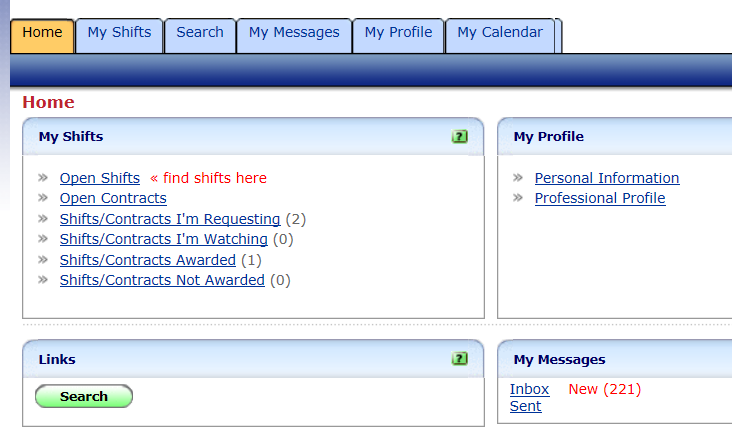 Home My Shifts Search My Messages My Profile My Calendar
Home
My Shifts ?
Open Shifts « find shifts here
Open Contracts
Shifts/Contracts I'm Requesting (2)
Shifts/Contracts I'm Watching (0)
Shifts/Contracts Awarded (1)
Shifts/Contracts Not Awarded (0)
My Profile
Personal Information
Professional Profile
Links ?
Search
My Messages
Inbox New (221)
Sent